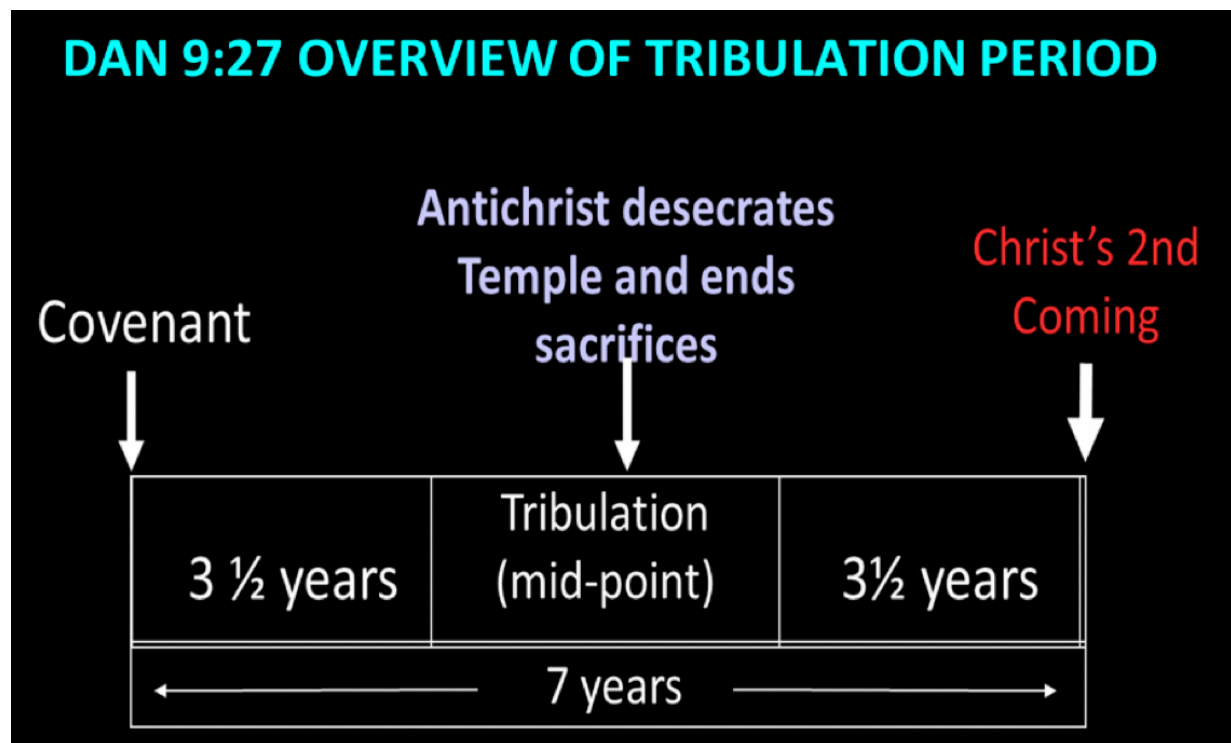 DAN 9:27 OVERVIEW OF TRIBULATION PERIOD
Antichrist desecrates
Temple and ends
sacrifices
Christ's 2nd
Coming
Covenant
3 ½ years
Tribulation
(mid-point)
3½ years
7 years